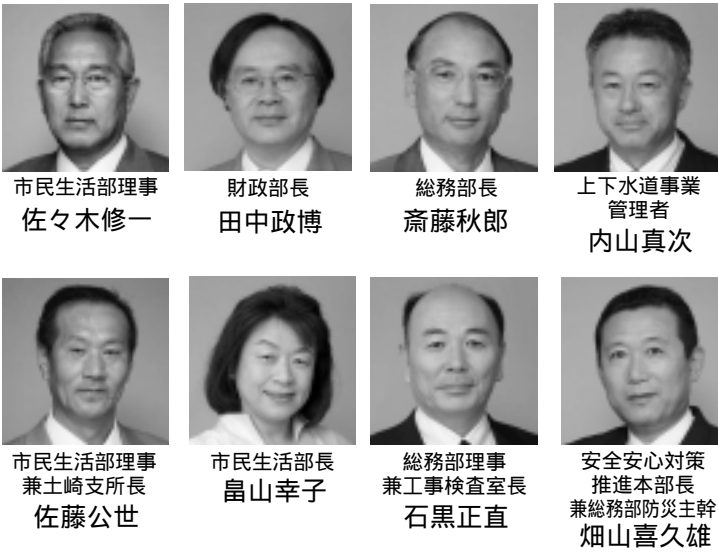 市民生活部理事
佐々木修一
財政部長
田中政博
総務部長
斎藤秋郎
上下水道事業
管理者
内山真次
市民生活部理事
兼土崎支所長
佐藤公世
市民生活部長
畠山幸子
総務部理事
兼工事検査室長
石黒正直
安全安心対策
推進本部長
兼総務部防災主幹
畑山喜久雄